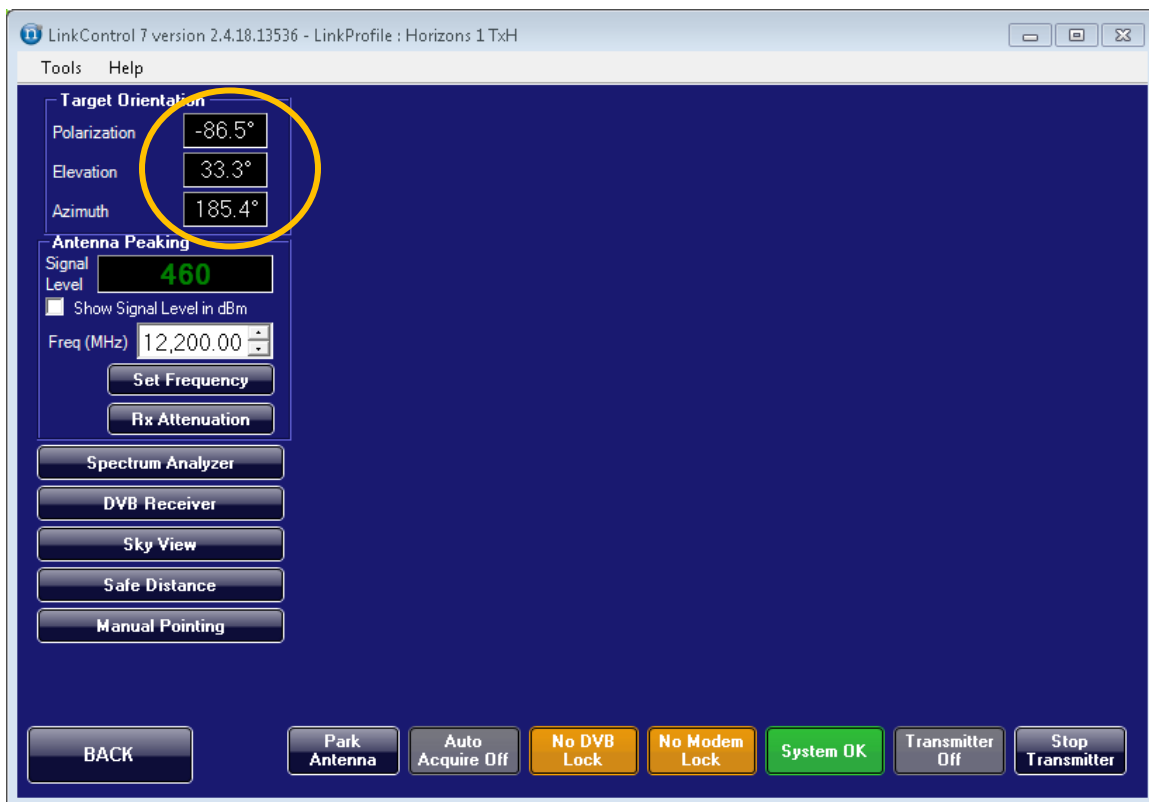 LinkControl 7 version 2.4.18.13536 - LinkProfile : Horizons 1 TxH
Tools Help
Target Orientation
Polarization -86.5°
Elevation 33.3°
Azimuth 185.4°
Antenna Peaking
Signal Level 460
Show Signal Level in dBm
Freq (MHz) 12,200.00
Set Frequency
Rx Attenuation
Spectrum Analyzer
DVB Receiver
Sky View
Safe Distance
Manual Pointing
BACK
Park
Antenna
Auto
Acquire Off
No DVB
Lock
No Modem
Lock
System OK
Transmitter
Off
Stop
Transmitter